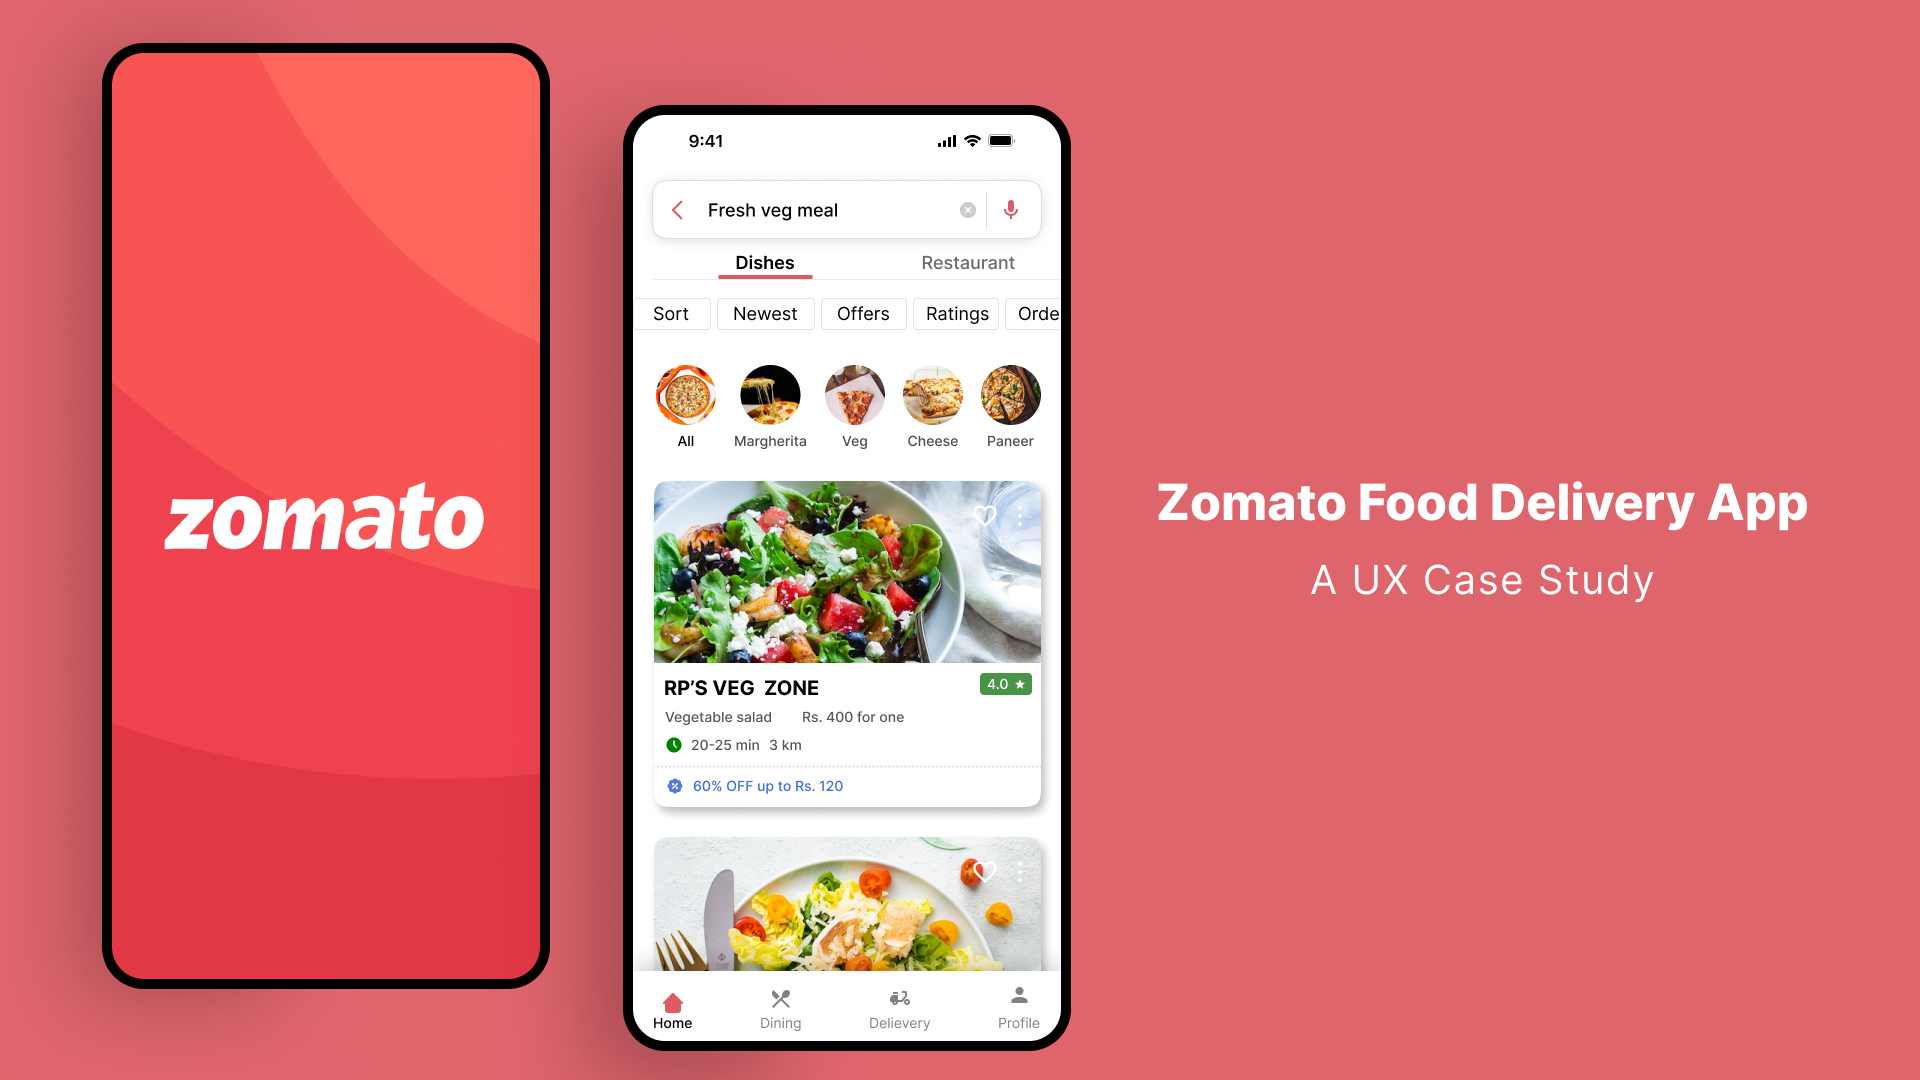 zomato
9:41
Fresh veg meal
Dishes Restaurant
Sort Newest Offers Ratings Orde
All Margherita Veg Cheese Paneer
RP'S VEG ZONE 4.0
Vegetable salad Rs. 400 for one
20-25 min 3 km
60% OFF up to Rs. 120
Home Dining Delievery Profile
Zomato Food Delivery App
A UX Case Study